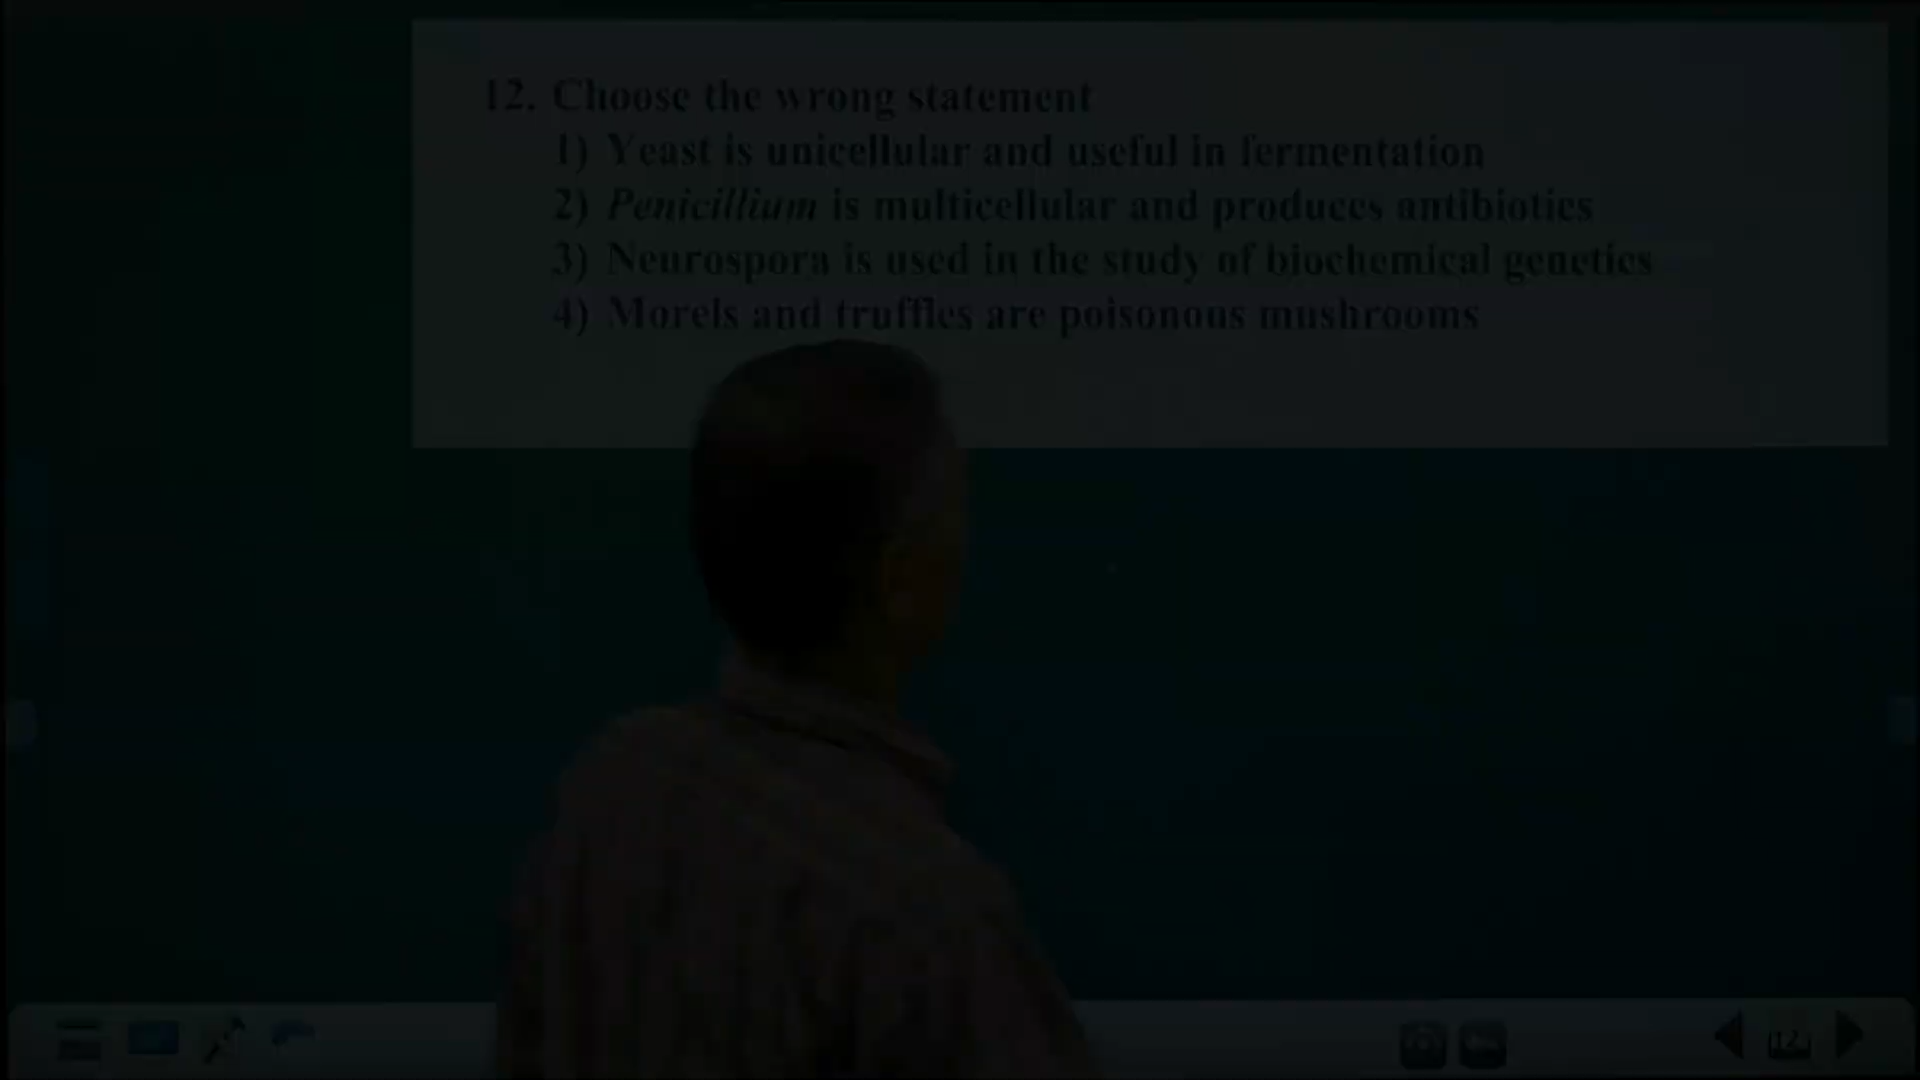 12. Choose the wrong statement
1) Yeast is unicellular and useful in fermentation
2) Penicillium is multicellular and produces antibiotics
3) Neurospora is used in the study of biochemical genetics
4) Morels and truffles are poisonous mushrooms
12